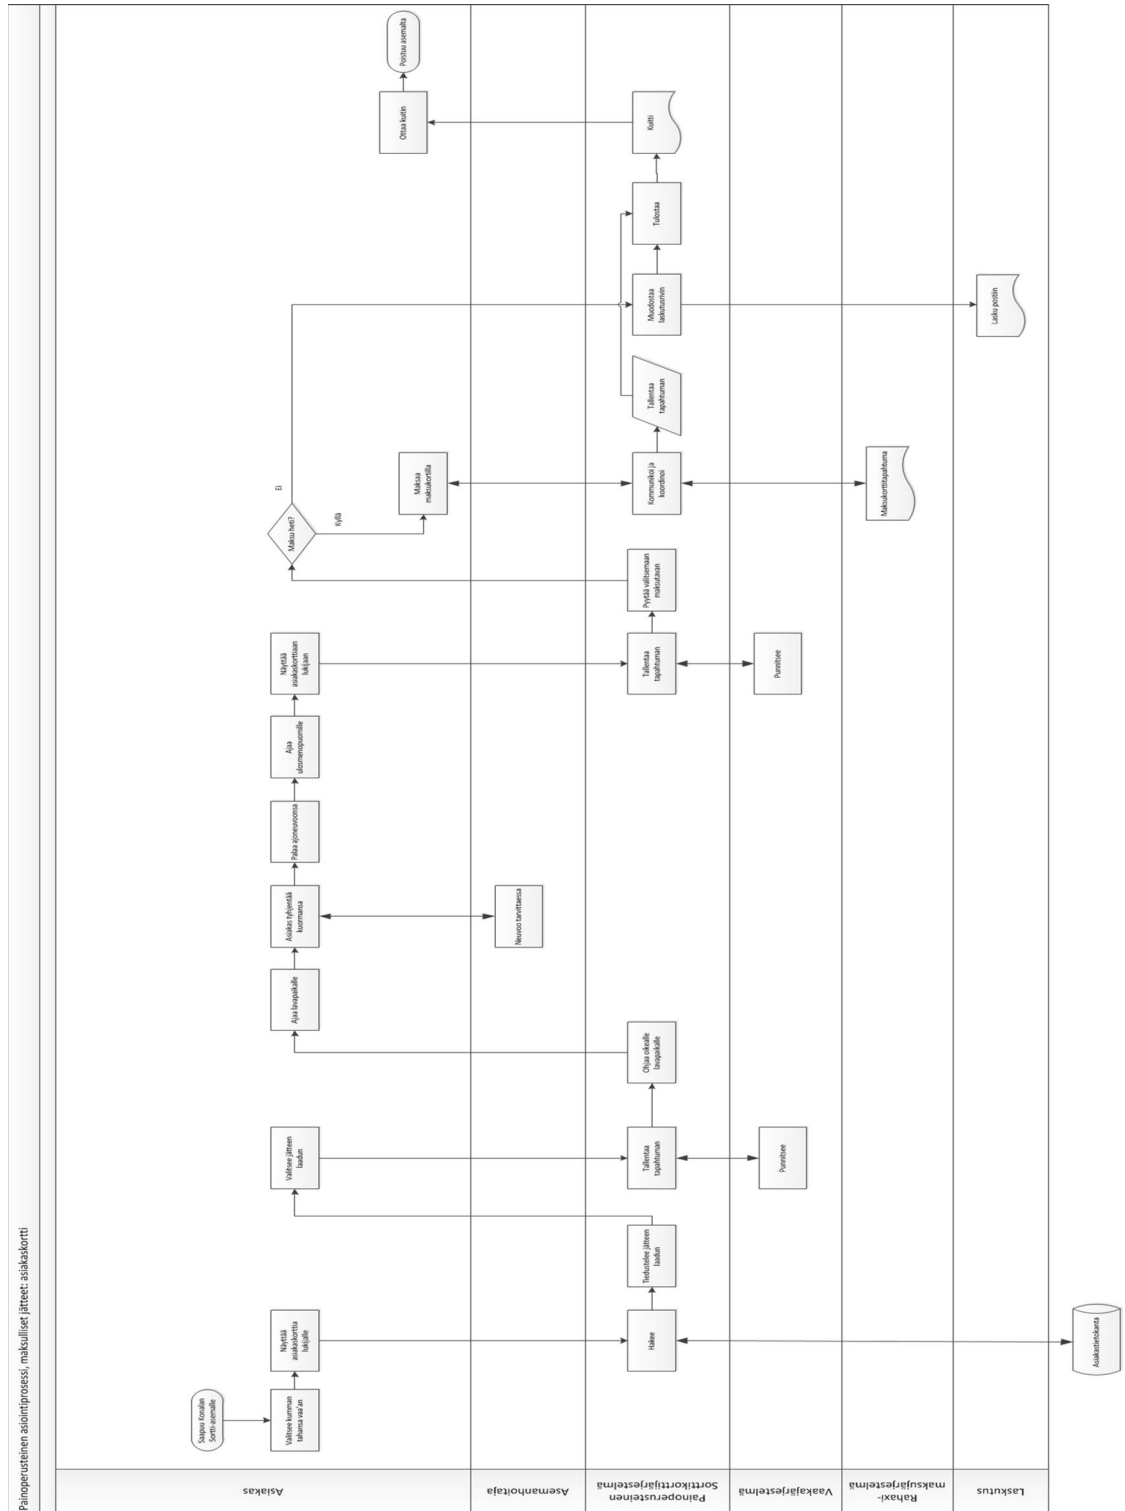 Painoperusteinen asiointiprosessi, maksulliset jätteet: asiakaskortti
Asiakas
Saapuu Konalan
Sortti-asemalle
Valitsee kumman
tahansa vaa'an
Näyttää
asiakaskorttia
lukijalle
Valitsee jätteen
laadun
Ajaa lavapaikalle
Asiakas tyhjentää
kuormansa
Palaa ajoneuvoonsa
Ajaa
ulosmenopuomille
Näyttää
asiakaskorttiaan
lukijaan
Maksu heti?
Ei
Kyllä
Maksaa
maksukortilla
Ottaa kuitin
Poistuu asemalta
Asemanhoitaja
Neuvoo tarvittaessa
Painoperusteinen
Sorttikorttijärjestelmä
Hakee
Tiedustelee jätteen
laadun
Tallentaa
tapahtuman
Ohjaa oikealle
lavapaikalle
Tallentaa
tapahtuman
Pyytää valitsemaan
maksutavan
Kommunikoi ja
koordinoi
Tallentaa
tapahtuman
Muodostaa
laskutusrivin
Tulostaa
Kuitti
Vaakajärjestelmä
Punnitsee
Punnitsee
Rahaxi-
maksujärjestelmä
Maksukorttitapahtuma
Laskutus
Lasku postiin
Asiakastietokanta